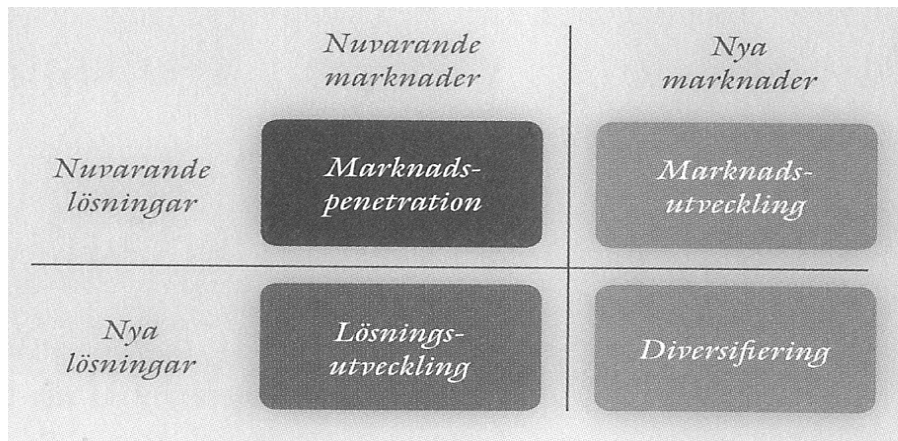 Nuvarande
marknader
Nya
marknader
Nuvarande
lösningar
Marknads-
penetration
Marknads-
utveckling
Nya
lösningar
Lösnings-
utveckling
Diversifiering